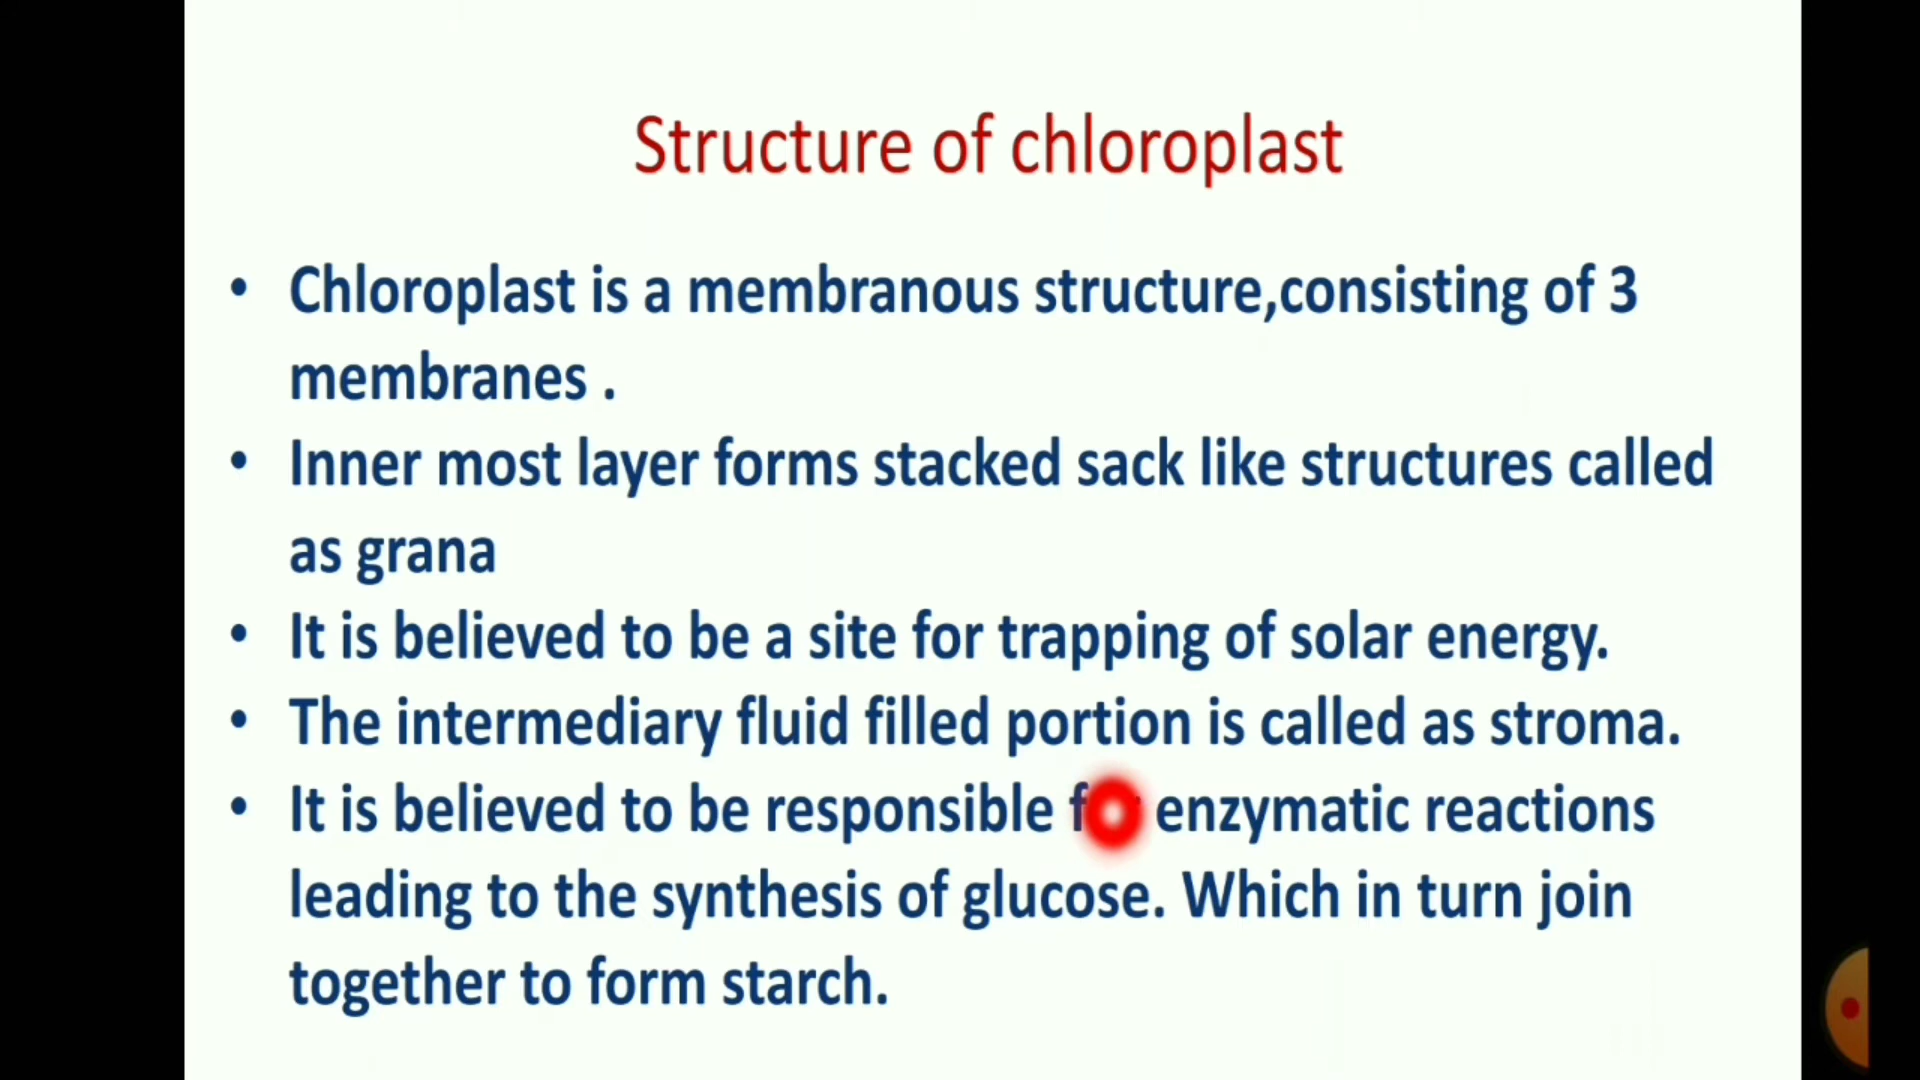 Structure of chloroplast
• Chloroplast is a membranous structure,consisting of 3
membranes .
• Inner most layer forms stacked sack like structures called
as grana
• It is believed to be a site for trapping of solar energy.
• The intermediary fluid filled portion is called as stroma.
• It is believed to be responsible for enzymatic reactions
leading to the synthesis of glucose. Which in turn join
together to form starch.